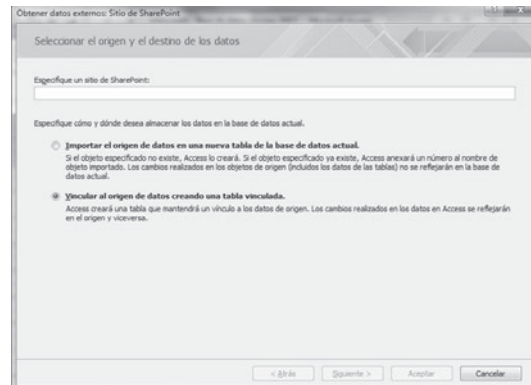 Obtener datos externos: Sitio de SharePoint
Seleccionar el origen y el destino de los datos
Especifique un sitio de SharePoint:
Especifique cómo y dónde desea almacenar los datos en la base de datos actual.
Importar el origen de datos en una nueva tabla de la base de datos actual.
Si el objeto especificado no existe, Access lo creará. Si el objeto especificado ya existe, Access anexará un número al nombre de
objeto importado. Los cambios realizados en los objetos de origen (incluidos los datos de las tablas) no se reflejarán en la base de
datos actual.
Vincular al origen de datos creando una tabla vinculada.
Access creará una tabla que mantendrá un vínculo a los datos de origen. Los cambios realizados en los datos en Access se reflejarán
en el origen y viceversa.
< Atrás
Siguiente >
Aceptar
Cancelar